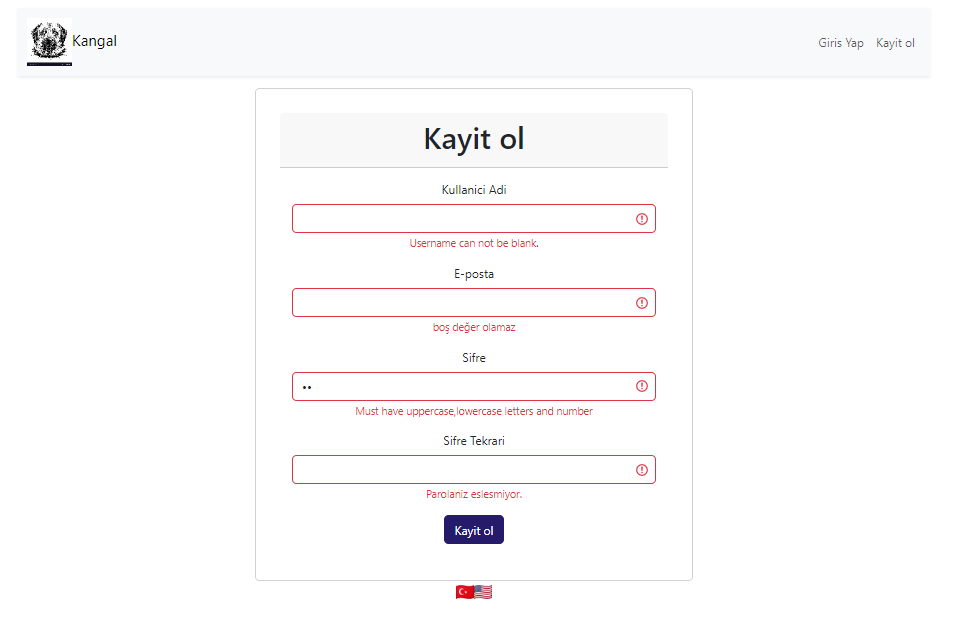 Kangal
Giris Yap Kayit ol
Kayit ol
Kullanici Adi
Username can not be blank.
E-posta
boş değer olamaz
Sifre
••
Must have uppercase,lowercase letters and number
Sifre Tekrari
Parolaniz eslesmiyor.
Kayit ol